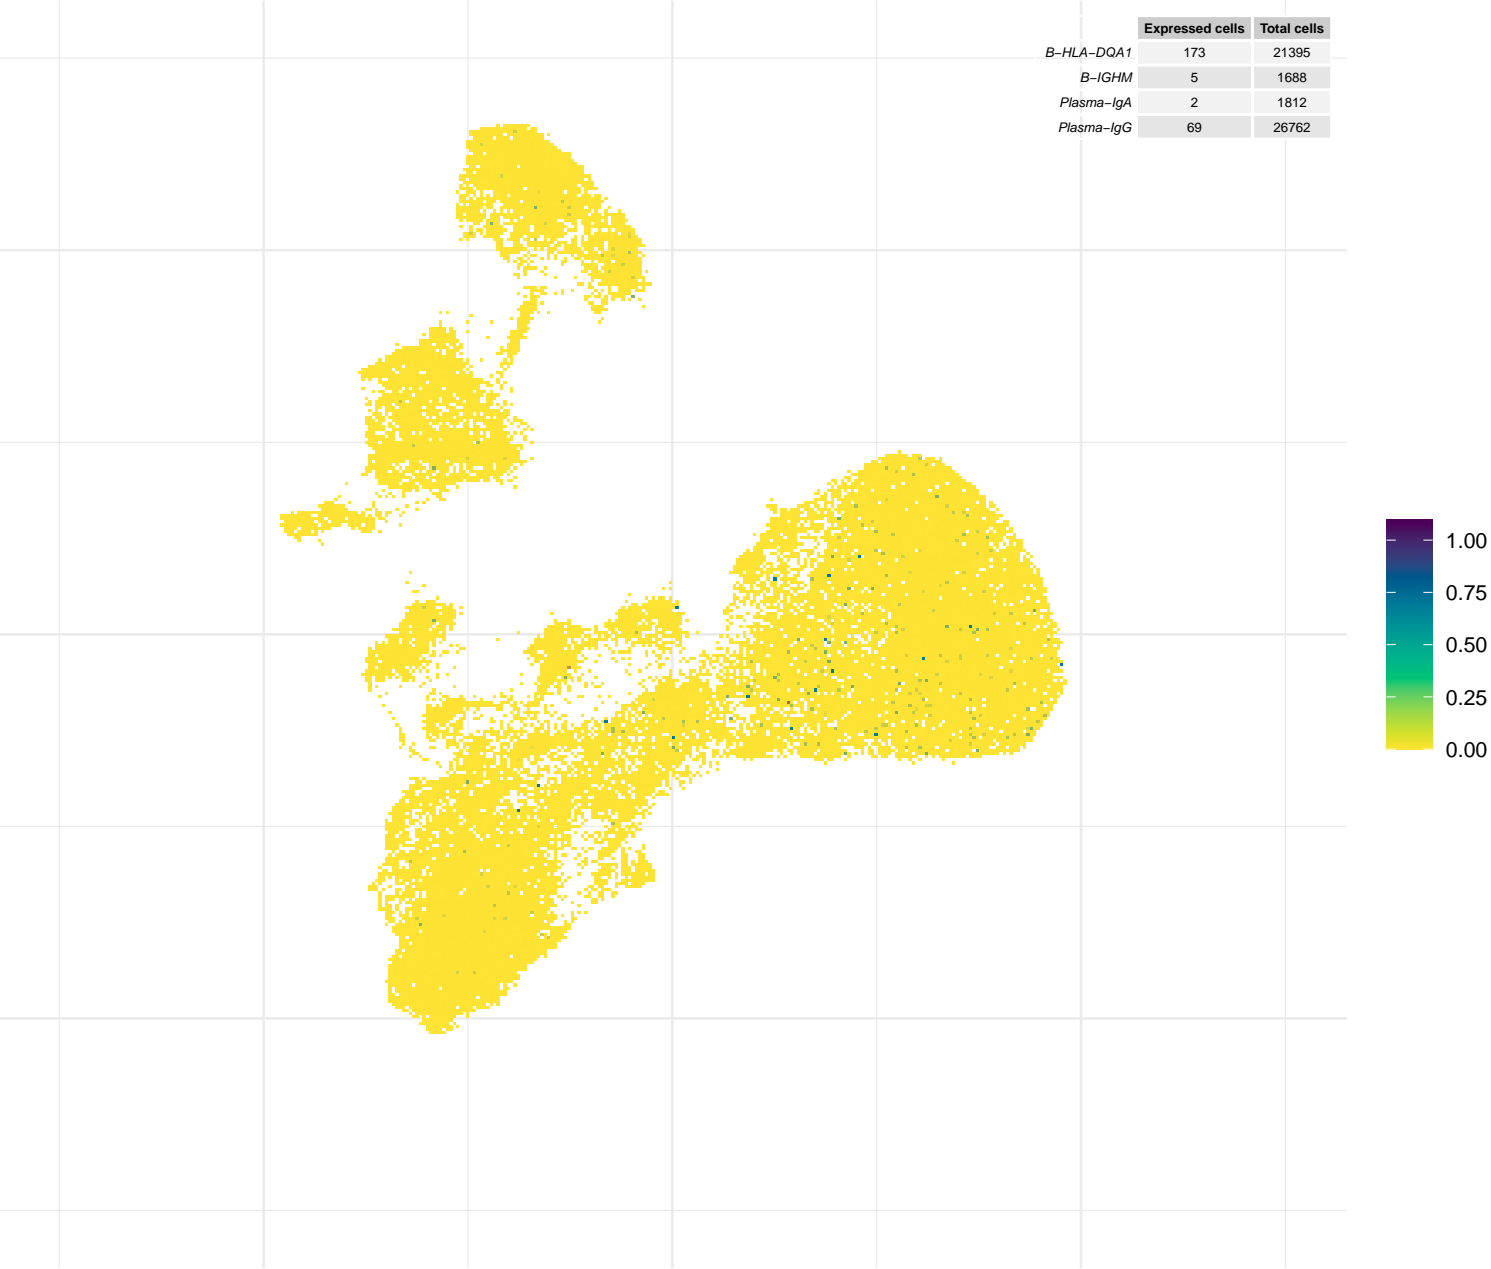 Expressed cells Total cells
B−HLA−DQA1 173 21395
B−IGHM 5 1688
Plasma−IgA 2 1812
Plasma−IgG 69 26762
1.00
0.75
0.50
0.25
0.00